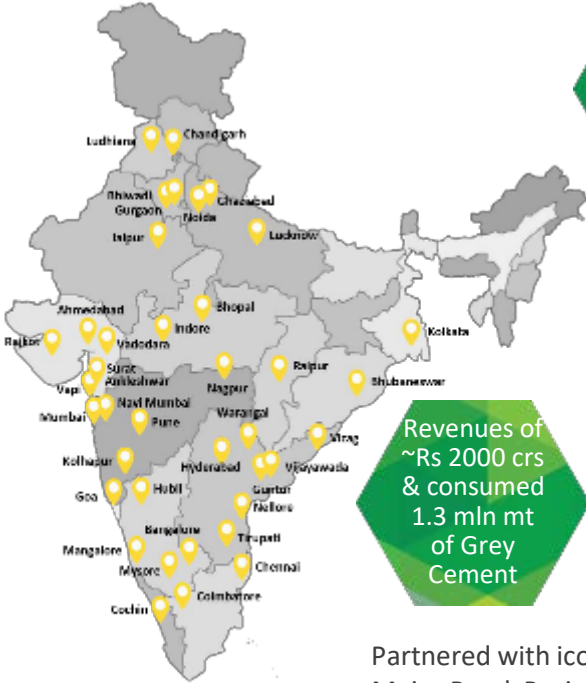 Ludhiana
Chandigarh
Bhiwadi
Gurgaon
Ghaziabad
Noida
Jaipur
Lucknow
Ahmedabad
Bhopal
Rajkot
Vadodara
Indore
Kolkata
Surat
Ankleshwar
Vapi
Nagpur
Raipur
Bhubaneswar
Mumbai
Navi Mumbai
Pune
Warangal
Vizag
Kolhapur
Hyderabad
Vijayawada
Goa
Hubli
Guntur
Nellore
Bangalore
Tirupati
Mangalore
Mysore
Chennai
Coimbatore
Cochin
Revenues of
~Rs 2000 crs
& consumed
1.3 mln mt
of Grey
Cement
Partnered with